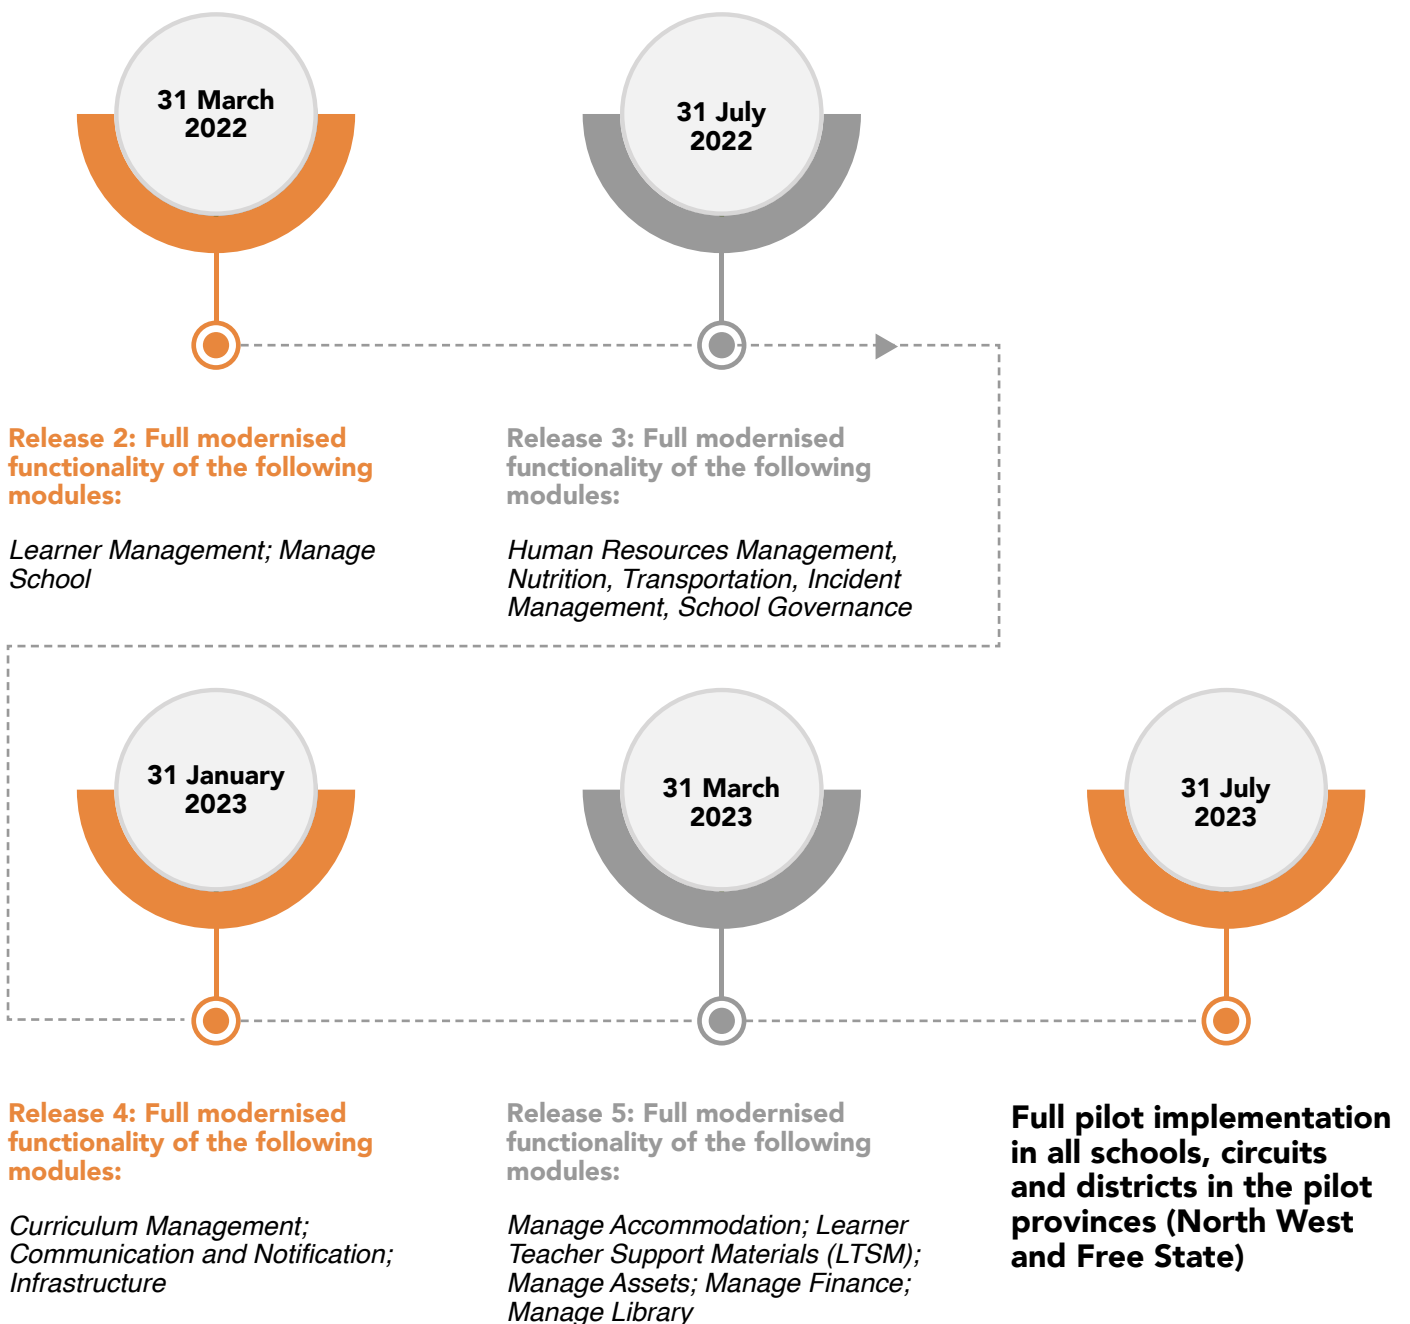 31 March
2022
31 July
2022
Release 2: Full modernised
functionality of the following
modules:
Learner Management; Manage
School
Release 3: Full modernised
functionality of the following
modules:
Human Resources Management,
Nutrition, Transportation, Incident
Management, School Governance
31 January
2023
31 March
2023
31 July
2023
Release 4: Full modernised
functionality of the following
modules:
Curriculum Management;
Communication and Notification;
Infrastructure
Release 5: Full modernised
functionality of the following
modules:
Manage Accommodation; Learner
Teacher Support Materials (LTSM);
Manage Assets; Manage Finance;
Manage Library
Full pilot implementation
in all schools, circuits
and districts in the pilot
provinces (North West
and Free State)